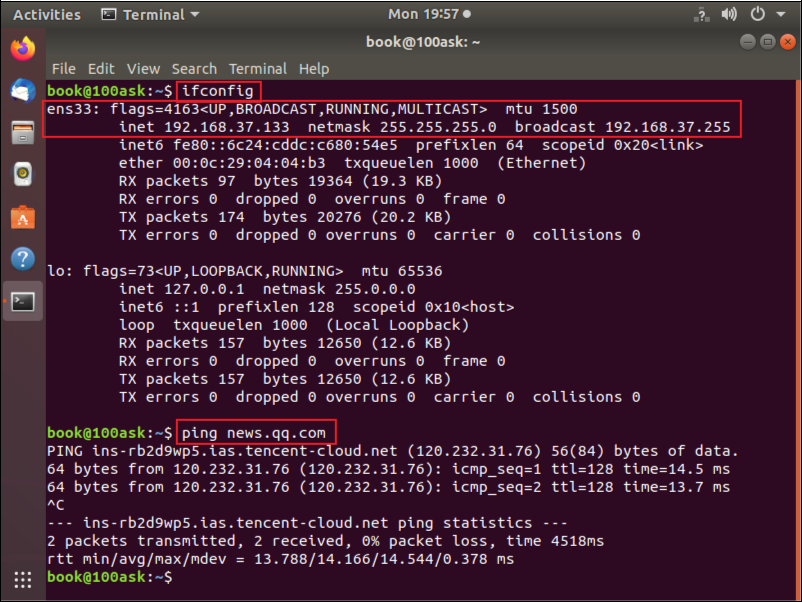 Activities Terminal Mon 19:57
book@100ask: ~
File Edit View Search Terminal Help
book@100ask:~$ ifconfig
ens33: flags=4163<UP,BROADCAST,RUNNING,MULTICAST> mtu 1500
inet 192.168.37.133 netmask 255.255.255.0 broadcast 192.168.37.255
inet6 fe80::6c24:cddc:c680:54e5 prefixlen 64 scopeid 0x20<link>
ether 00:0c:29:04:04:b3 txqueuelen 1000 (Ethernet)
RX packets 97 bytes 19364 (19.3 KB)
RX errors 0 dropped 0 overruns 0 frame 0
TX packets 174 bytes 20276 (20.2 KB)
TX errors 0 dropped 0 overruns 0 carrier 0 collisions 0
lo: flags=73<UP,LOOPBACK,RUNNING> mtu 65536
inet 127.0.0.1 netmask 255.0.0.0
inet6 ::1 prefixlen 128 scopeid 0x10<host>
loop txqueuelen 1000 (Local Loopback)
RX packets 157 bytes 12650 (12.6 KB)
RX errors 0 dropped 0 overruns 0 frame 0
TX packets 157 bytes 12650 (12.6 KB)
TX errors 0 dropped 0 overruns 0 carrier 0 collisions 0
book@100ask:~$ ping news.qq.com
PING ins-rb2d9wp5.ias.tencent-cloud.net (120.232.31.76) 56(84) bytes of data.
64 bytes from 120.232.31.76 (120.232.31.76): icmp_seq=1 ttl=128 time=14.5 ms
64 bytes from 120.232.31.76 (120.232.31.76): icmp_seq=2 ttl=128 time=13.7 ms
^C
--- ins-rb2d9wp5.ias.tencent-cloud.net ping statistics ---
2 packets transmitted, 2 received, 0% packet loss, time 4518ms
rtt min/avg/max/mdev = 13.788/14.166/14.544/0.378 ms
book@100ask:~$